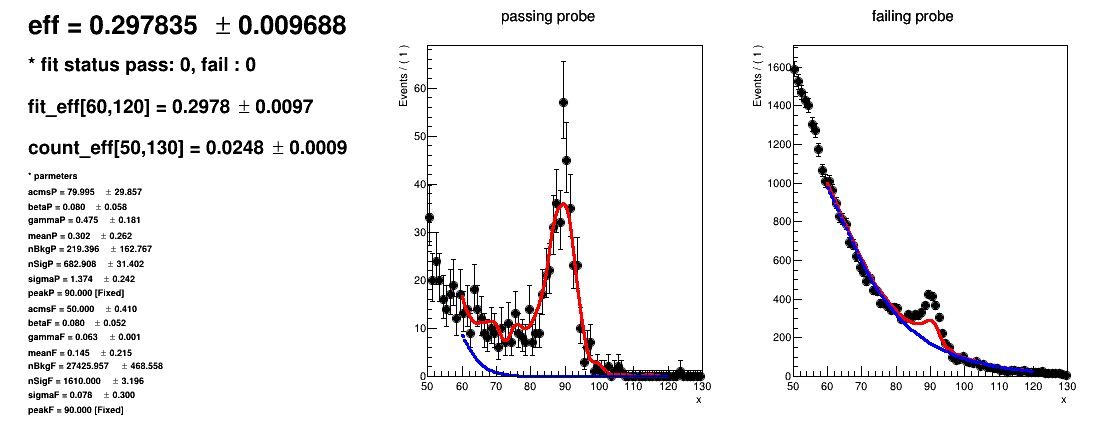 eff = 0.297835 ± 0.009688
* fit status pass: 0, fail : 0
fit_eff[60,120] = 0.2978 ± 0.0097
count_eff[50,130] = 0.0248 ± 0.0009
* parmeters
acmsP = 79.995 ± 29.857
betaP = 0.080 ± 0.058
gammaP = 0.475 ± 0.181
meanP = 0.302 ± 0.262
nBkgP = 219.396 ± 162.767
nSigP = 682.908 ± 31.402
sigmaP = 1.374 ± 0.242
peakP = 90.000 [Fixed]
acmsF = 50.000 ± 0.410
betaF = 0.080 ± 0.052
gammaF = 0.063 ± 0.001
meanF = 0.145 ± 0.215
nBkgF = 27425.957 ± 468.558
nSigF = 1610.000 ± 3.196
sigmaF = 0.078 ± 0.300
peakF = 90.000 [Fixed]
passing probe
Events / ( 1 )
60
50
40
30
20
10
0
50 60 70 80 90 100 110 120 130
x
failing probe
Events / ( 1 )
1600
1400
1200
1000
800
600
400
200
0
50 60 70 80 90 100 110 120 130
x